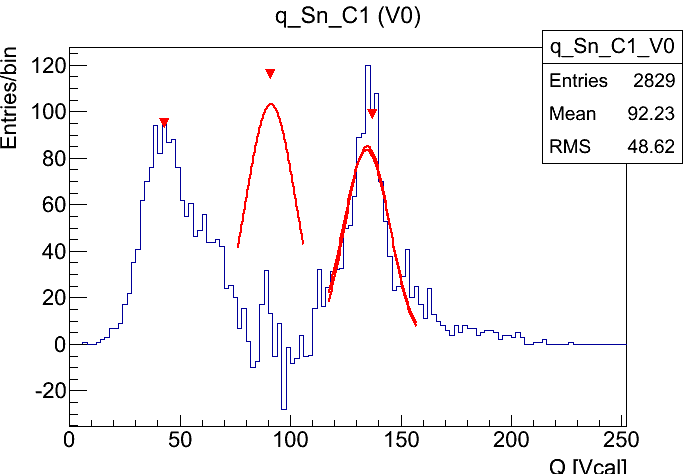 q_Sn_C1 (V0)
q_Sn_C1_V0
Entries 2829
Mean 92.23
RMS 48.62
Entries/bin
120
100
80
60
40
20
0
-20
0 50 100 150 200 250
Q [Vcal]